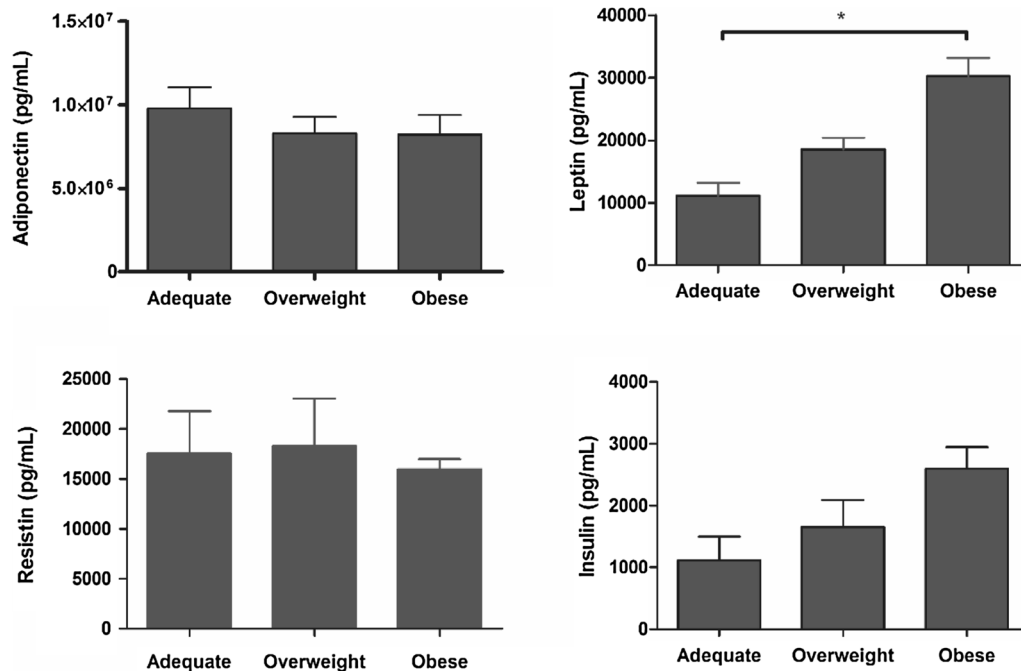 Adiponectin (pg/mL)
1.5×10⁷
1.0×10⁷
5.0×10⁶
0
Adequate Overweight Obese
Leptin (pg/mL)
40000
30000
20000
10000
0
*
Adequate Overweight Obese
Resistin (pg/mL)
25000
20000
15000
10000
5000
0
Adequate Overweight Obese
Insulin (pg/mL)
4000
3000
2000
1000
0
Adequate Overweight Obese